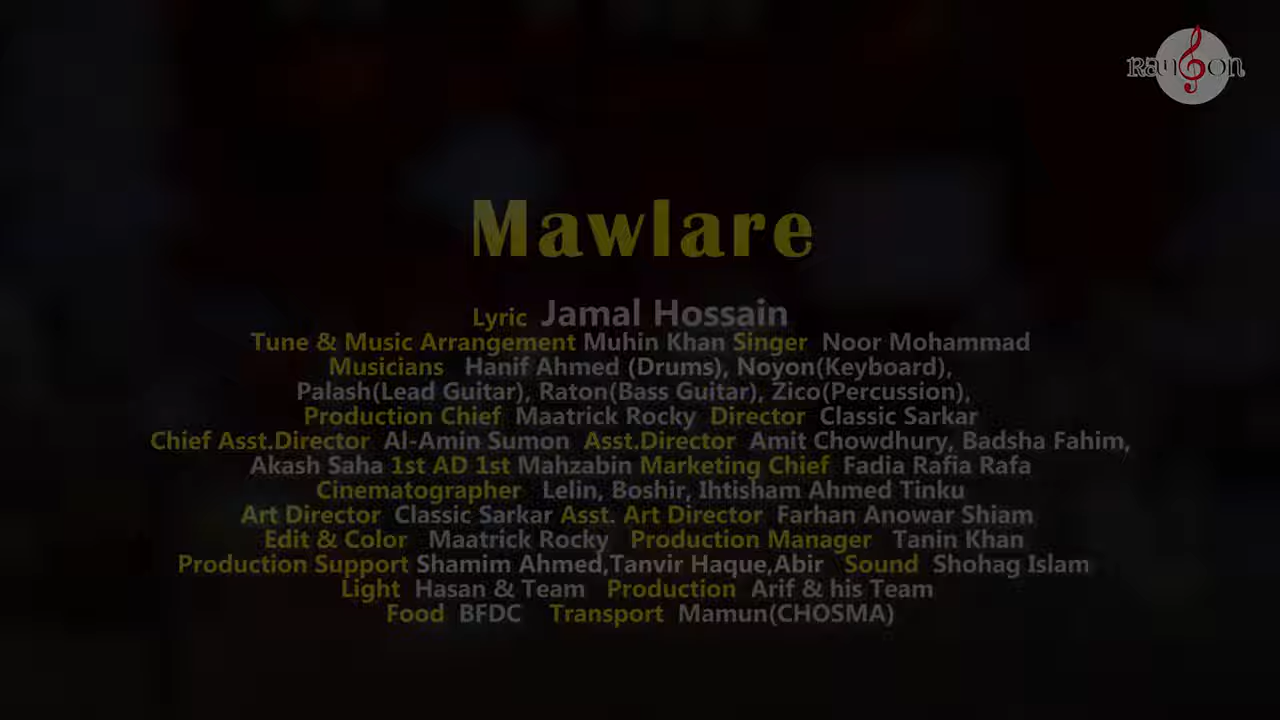 RanGon
Mawlare
Lyric Jamal Hossain
Tune & Music Arrangement Muhin Khan Singer Noor Mohammad
Musicians Hanif Ahmed (Drums), Noyon(Keyboard),
Palash(Lead Guitar), Raton(Bass Guitar), Zico(Percussion),
Production Chief Maatrick Rocky Director Classic Sarkar
Chief Asst.Director Al-Amin Sumon Asst.Director Amit Chowdhury, Badsha Fahim,
Akash Saha 1st AD 1st Mahzabin Marketing Chief Fadia Rafia Rafa
Cinematographer Lelin, Boshir, Ihtisham Ahmed Tinku
Art Director Classic Sarkar Asst. Art Director Farhan Anowar Shiam
Edit & Color Maatrick Rocky Production Manager Tanin Khan
Production Support Shamim Ahmed,Tanvir Haque,Abir Sound Shohag Islam
Light Hasan & Team Production Arif & his Team
Food BFDC Transport Mamun(CHOSMA)